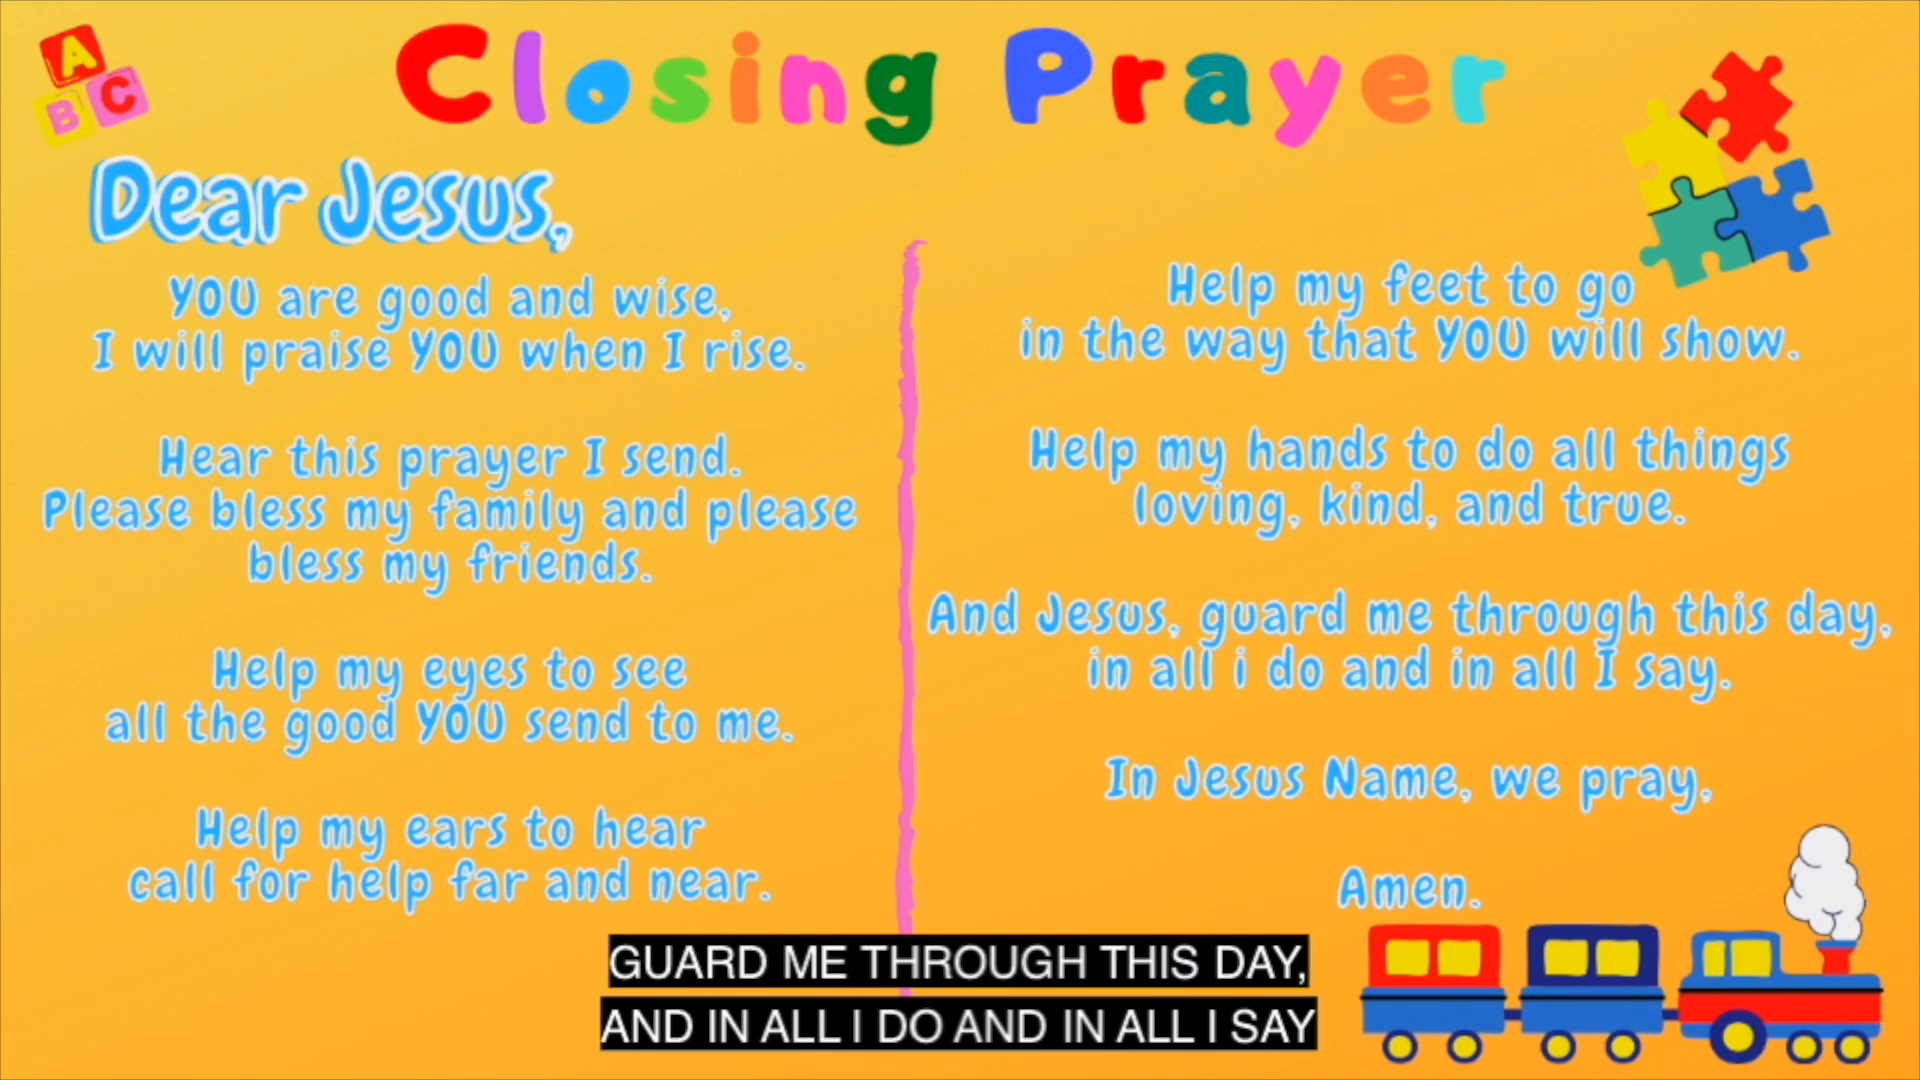 A
B C
Closing Prayer
Dear Jesus,
YOU are good and wise,
I will praise YOU when I rise.
Hear this prayer I send.
Please bless my family and please
bless my friends.
Help my eyes to see
all the good YOU send to me.
Help my ears to hear
call for help far and near.
Help my feet to go
in the way that YOU will show.
Help my hands to do all things
loving, kind, and true.
And Jesus, guard me through this day,
in all i do and in all I say.
In Jesus Name, we pray,
Amen.
GUARD ME THROUGH THIS DAY,
AND IN ALL I DO AND IN ALL I SAY